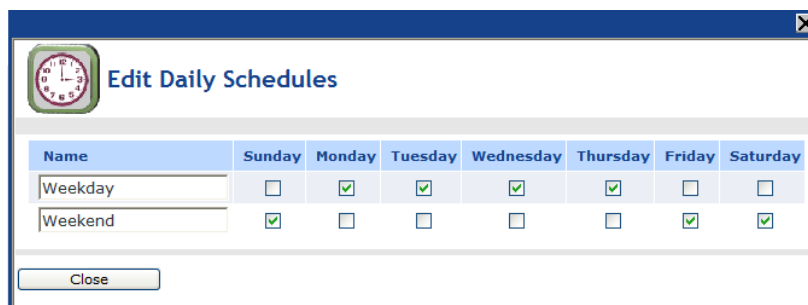 Edit Daily Schedules
Name Sunday Monday Tuesday Wednesday Thursday Friday Saturday
Weekday
Weekend
Close